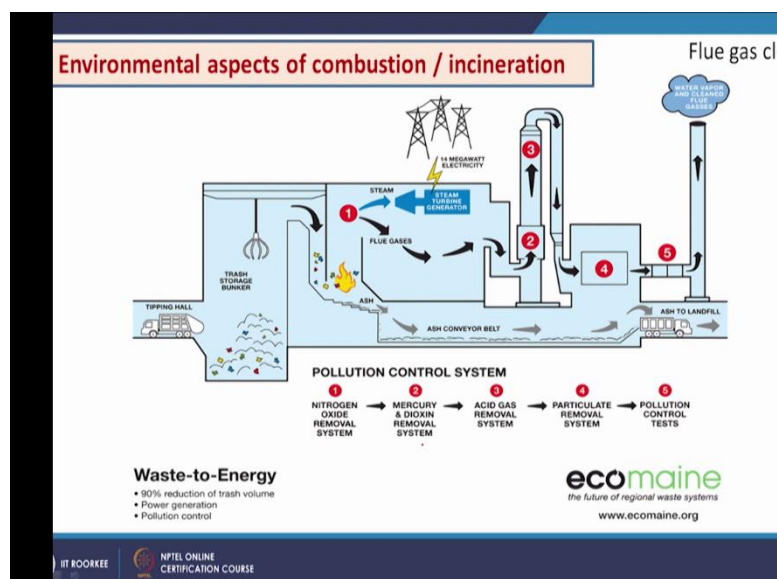 Environmental aspects of combustion / incineration
Flue gas cl
WATER VAPOR
AND CLEANED
FLUE
GASSES
14 MEGAWATT
ELECTRICITY
STEAM
STEAM
TURBINE
GENERATOR
1
FLUE GASES
2
3
4
5
TRASH
STORAGE
BUNKER
TIPPING HALL
ASH
ASH CONVEYOR BELT
ASH TO LANDFILL
POLLUTION CONTROL SYSTEM
1 2 3 4 5
NITROGEN MERCURY ACID GAS PARTICULATE POLLUTION
OXIDE & DIOXIN REMOVAL REMOVAL CONTROL
REMOVAL REMOVAL SYSTEM SYSTEM TESTS
SYSTEM SYSTEM
Waste-to-Energy
• 90% reduction of trash volume
• Power generation
• Pollution control
ecomaine
the future of regional waste systems
www.ecomaine.org
IIT ROORKEE
NPTEL ONLINE
CERTIFICATION COURSE